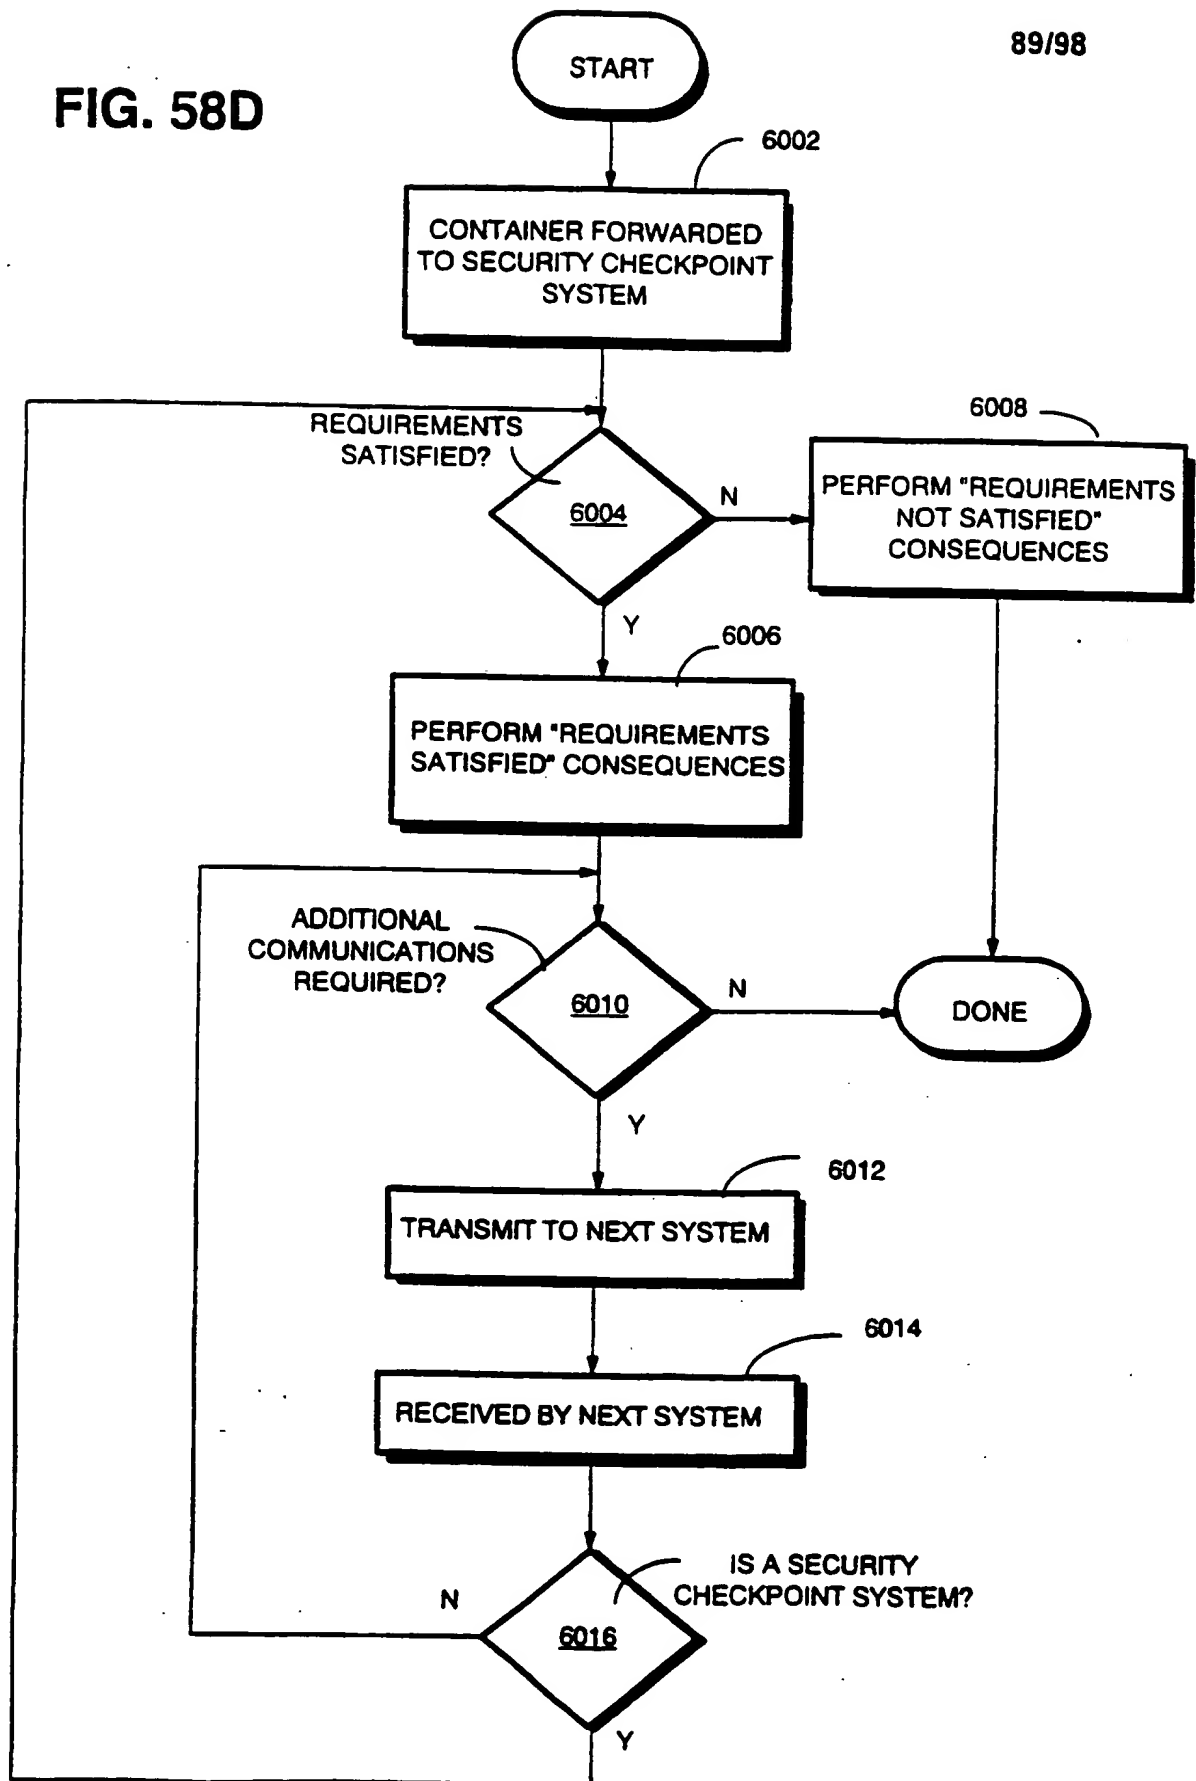 89/98
FIG. 58D
START
6002
CONTAINER FORWARDED
TO SECURITY CHECKPOINT
SYSTEM
REQUIREMENTS
SATISFIED?
6004
N
6008
PERFORM "REQUIREMENTS
NOT SATISFIED"
CONSEQUENCES
Y
6006
PERFORM "REQUIREMENTS
SATISFIED" CONSEQUENCES
ADDITIONAL
COMMUNICATIONS
REQUIRED?
6010
N
DONE
Y
6012
TRANSMIT TO NEXT SYSTEM
6014
RECEIVED BY NEXT SYSTEM
IS A SECURITY
CHECKPOINT SYSTEM?
N
6016
Y